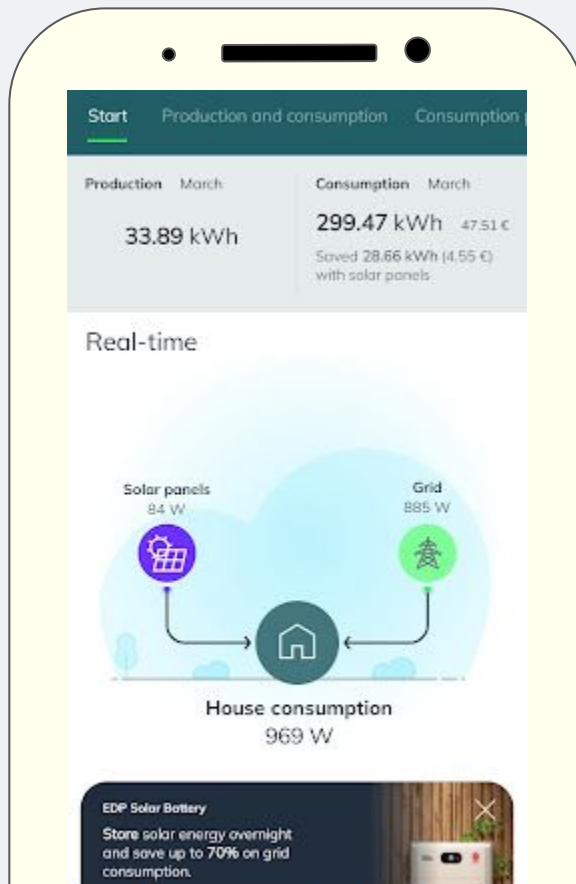 Start Production and consumption Consumption
Production March
33.89 kWh
Consumption March
299.47 kWh 47.51 €
Saved 28.66 kWh (4.55 €)
with solar panels
Real-time
Solar panels
84 W
Grid
885 W
House consumption
969 W
EDP Solar Battery
Store solar energy overnight
and save up to 70% on grid
consumption.